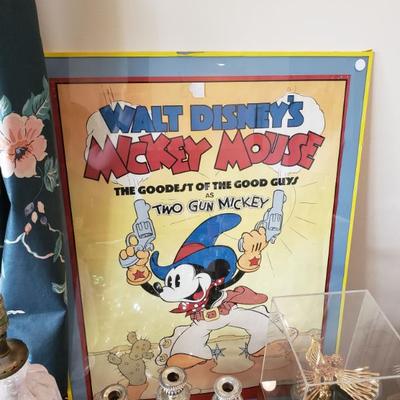 WALT DISNEY'S
MICKEY MOUSE
THE GOODEST OF THE GOOD GUYS
AS
TWO GUN MICKEY